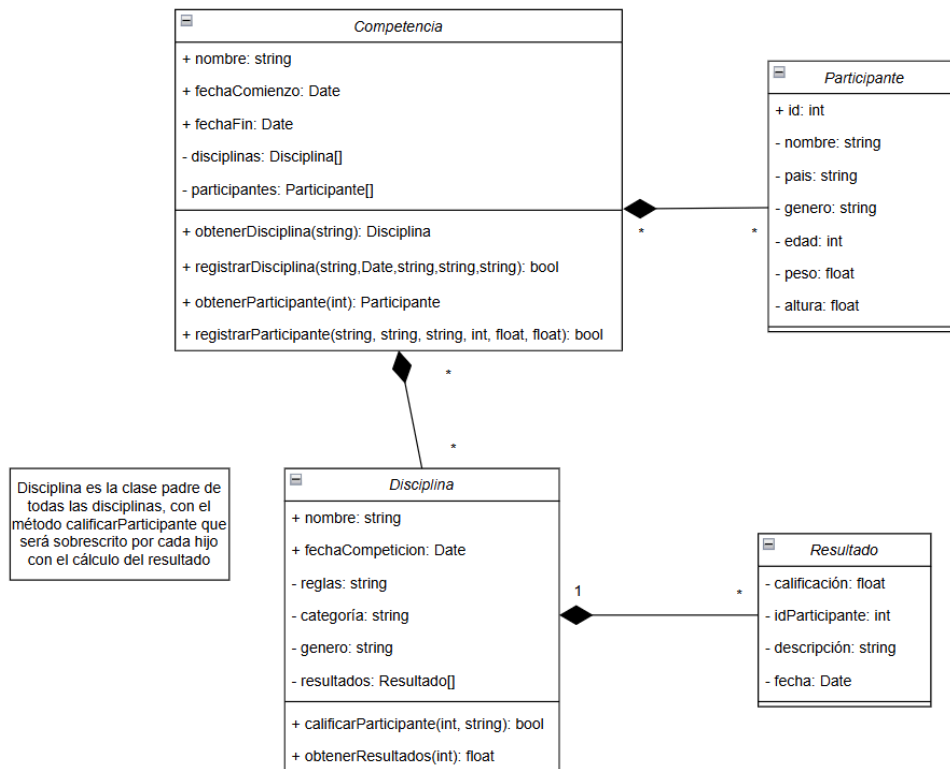 Competencia
+ nombre: string
+ fechaComienzo: Date
+ fechaFin: Date
- disciplinas: Disciplina[]
- participantes: Participante[]
+ obtenerDisciplina(string): Disciplina
+ registrarDisciplina(string,Date,string,string,string): bool
+ obtenerParticipante(int): Participante
+ registrarParticipante(string, string, string, int, float, float): bool
Participante
+ id: int
- nombre: string
- pais: string
- genero: string
- edad: int
- peso: float
- altura: float
*
*
*
*
Disciplina es la clase padre de
todas las disciplinas, con el
método calificarParticipante que
será sobrescrito por cada hijo
con el cálculo del resultado
Disciplina
+ nombre: string
+ fechaCompeticion: Date
- reglas: string
- categoría: string
- genero: string
- resultados: Resultado[]
+ calificarParticipante(int, string): bool
+ obtenerResultados(int): float
1
*
Resultado
- calificación: float
- idParticipante: int
- descripción: string
- fecha: Date